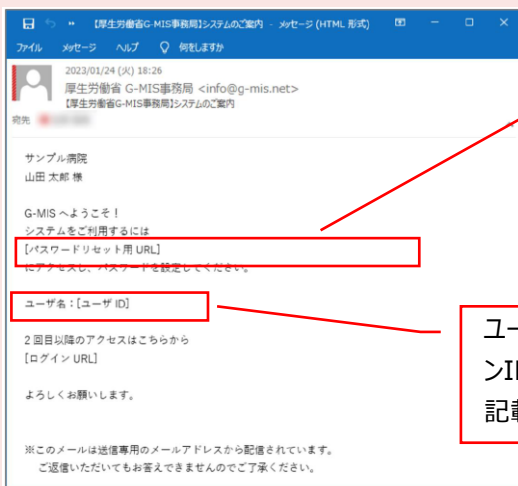 【厚生労働省G-MIS事務局]システムのご案内 - メッセージ (HTML 形式)
ファイル メッセージ ヘルプ 何をしますか
2023/01/24 (火) 18:26
厚生労働省 G-MIS事務局 <info@g-mis.net>
【厚生労働省G-MIS事務局]システムのご案内
宛先
サンプル病院
山田 太郎 様
G-MIS へようこそ！
システムをご利用するには
[パスワードリセット用 URL]
にアクセスし、パスワードを設定してください。
ユーザ名：[ユーザ ID]
2 回目以降のアクセスはこちらから
[ログイン URL]
よろしくお願いします。
※このメールは送信専用のメールアドレスから配信されています。
ご返信いただいてもお答えできませんのでご了承ください。
ユー
ンI
記